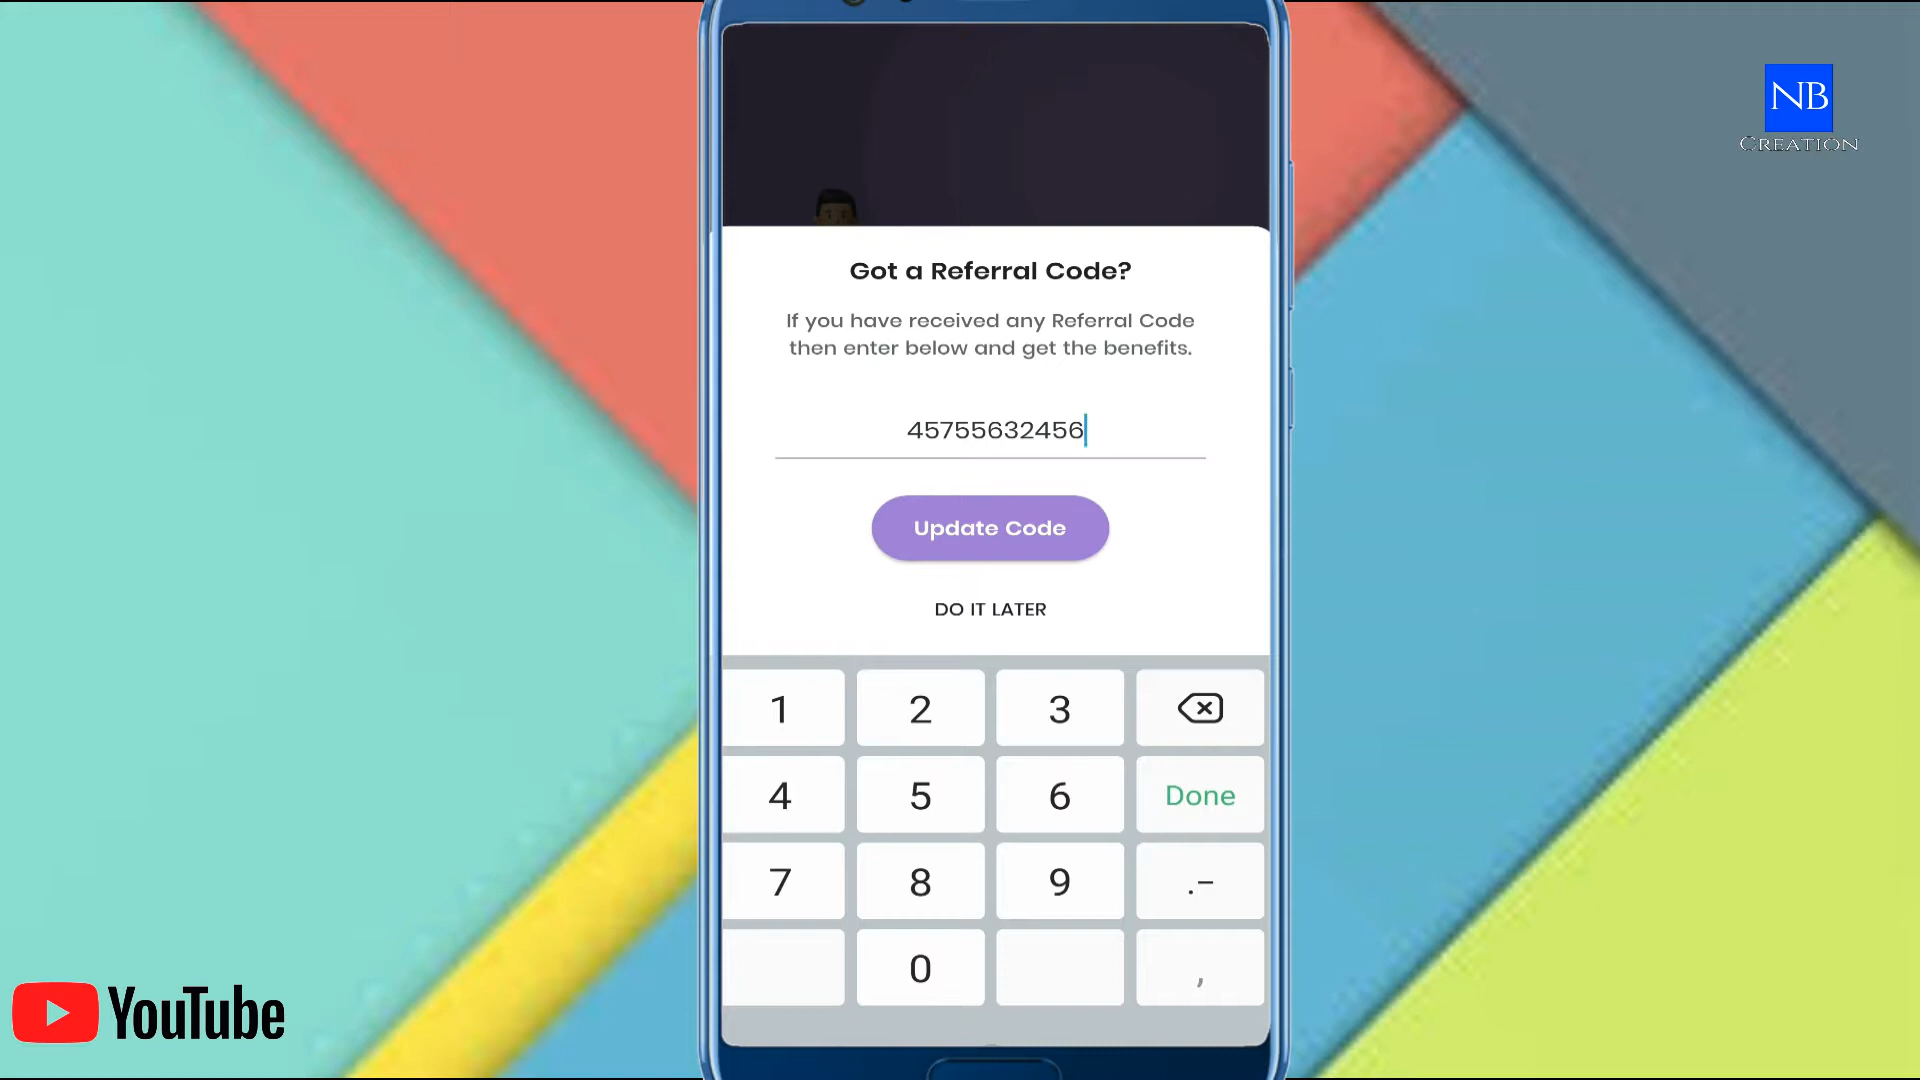 NB
CREATION
Got a Referral Code?
If you have received any Referral Code
then enter below and get the benefits.
45755632456
Update Code
DO IT LATER
1 2 3
4 5 6 Done
7 8 9 .-
0 ,
YouTube